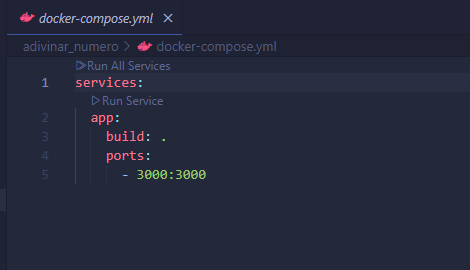 docker-compose.yml ×
adivinar_numero > docker-compose.yml
Run All Services
1 services:
Run Service
2 app:
3 build: .
4 ports:
5 - 3000:3000